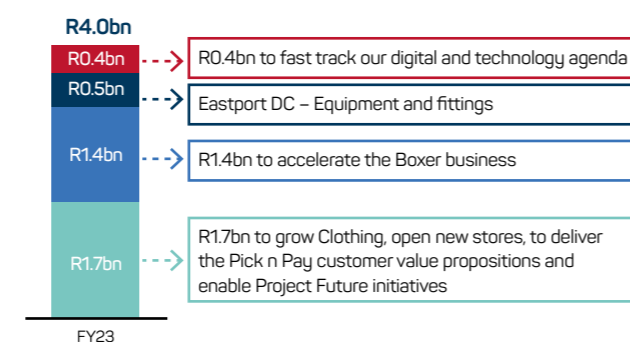 R4.0bn
R0.4bn
R0.4bn to fast track our digital and technology agenda
R0.5bn
Eastport DC – Equipment and fittings
R1.4bn
R1.4bn to accelerate the Boxer business
R1.7bn
R1.7bn to grow Clothing, open new stores, to deliver
the Pick n Pay customer value propositions and
enable Project Future initiatives
FY23